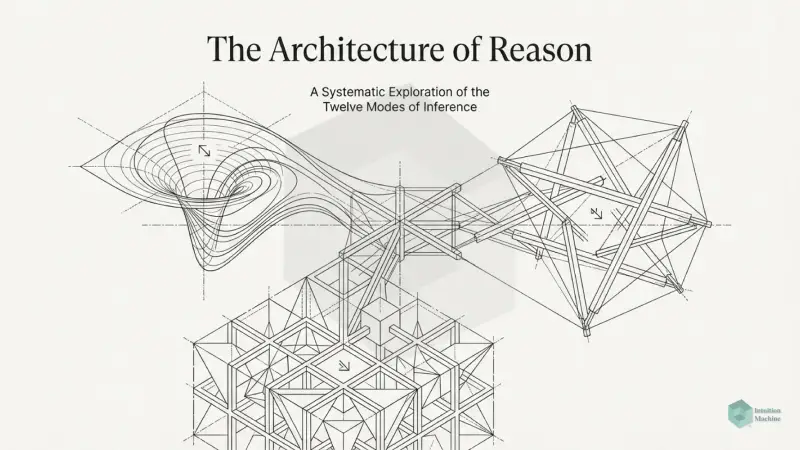 The Architecture of Reason
A Systematic Exploration of the
Twelve Modes of Inference
Intuition
Machine